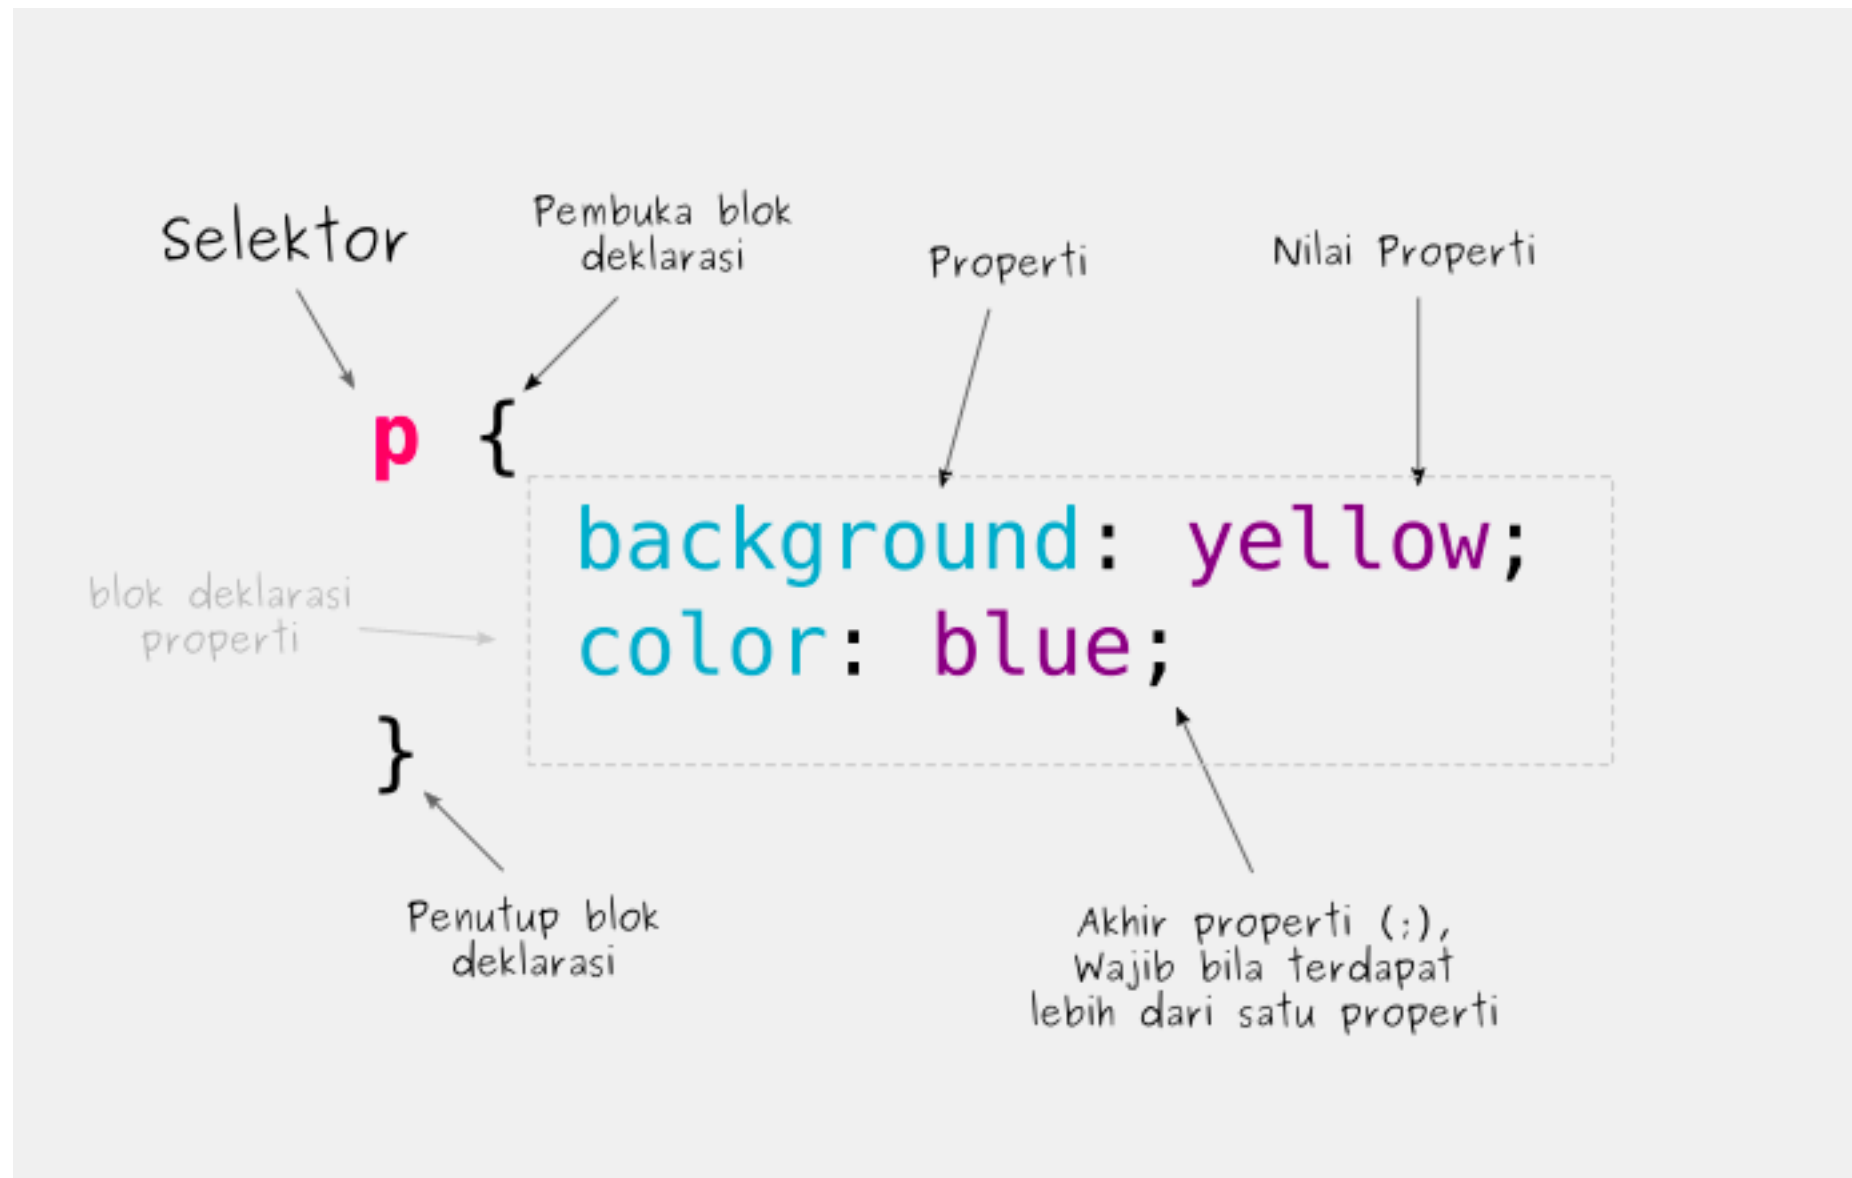 Selektor
Pembuka blok
deklarasi
Properti
Nilai Properti
p {
background: yellow;
color: blue;
blok deklarasi
properti
}
Penutup blok
deklarasi
Akhir properti (;),
Wajib bila terdapat
lebih dari satu properti